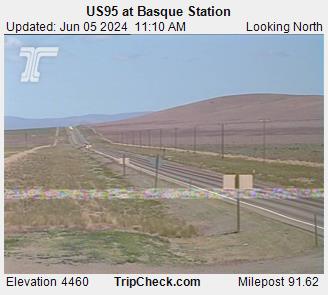 US95 at Basque Station
Updated: Jun 05 2024 11:10 AM Looking North
Elevation 4460 TripCheck.com Milepost 91.62